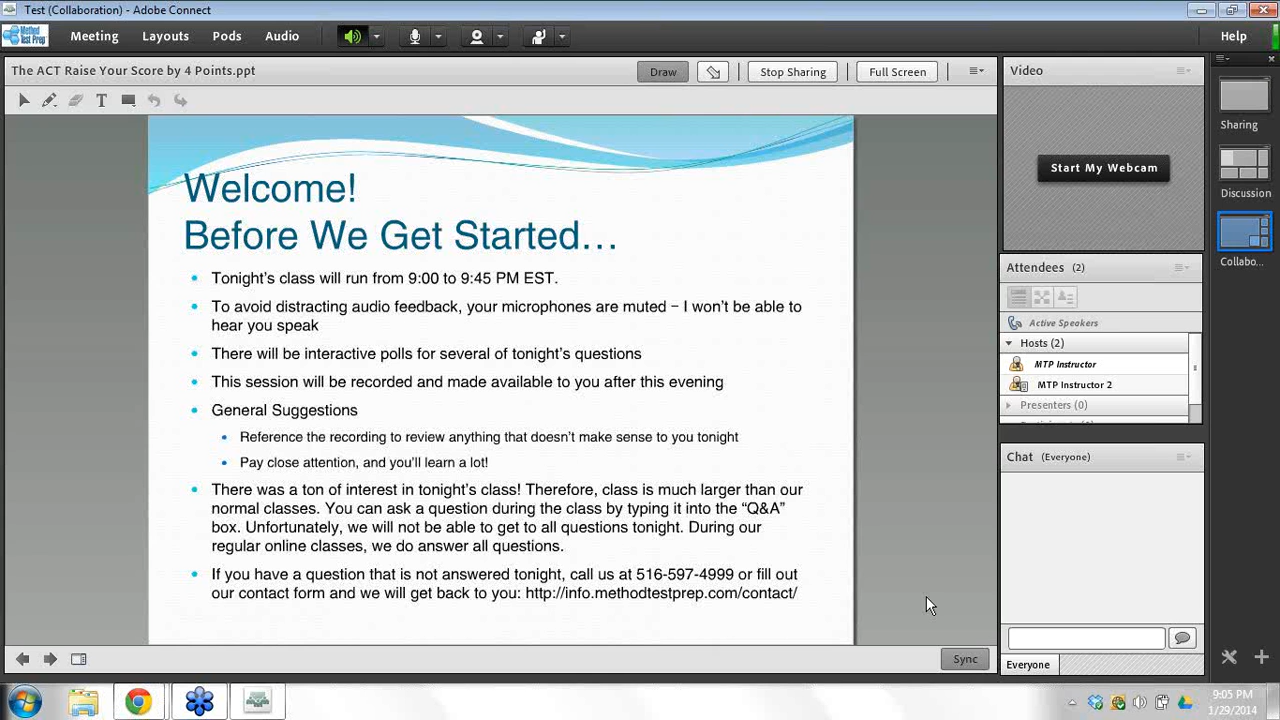 Test (Collaboration) - Adobe Connect
Method Test Prep
Meeting
Layouts
Pods
Audio
Help
The ACT Raise Your Score by 4 Points.ppt
Draw
Stop Sharing
Full Screen
Welcome!
Before We Get Started…
Tonight's class will run from 9:00 to 9:45 PM EST.
To avoid distracting audio feedback, your microphones are muted – I won't be able to
hear you speak
There will be interactive polls for several of tonight's questions
This session will be recorded and made available to you after this evening
General Suggestions
Reference the recording to review anything that doesn't make sense to you tonight
Pay close attention, and you'll learn a lot!
There was a ton of interest in tonight's class! Therefore, class is much larger than our
normal classes. You can ask a question during the class by typing it into the “Q&A”
box. Unfortunately, we will not be able to get to all questions tonight. During our
regular online classes, we do answer all questions.
If you have a question that is not answered tonight, call us at 516-597-4999 or fill out
our contact form and we will get back to you: http://info.methodtestprep.com/contact/
Sync
Video
Start My Webcam
Attendees (2)
Active Speakers
Hosts (2)
MTP Instructor
MTP Instructor 2
Presenters (0)
Chat (Everyone)
Everyone
Sharing
Discussion
Collabo...
9:05 PM
1/29/2014